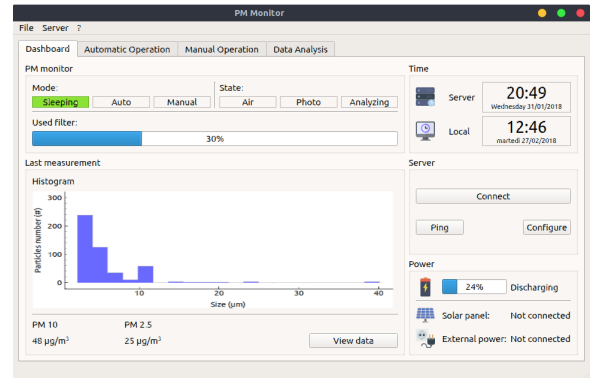 PM Monitor
File Server ?
Dashboard Automatic Operation Manual Operation Data Analysis
PM monitor
Mode: State:
Sleeping Auto Manual Air Photo Analyzing
Used filter:
30%
Last measurement
Histogram
300
200
100
0
Particles number (#)
10 20 30 40
Size (µm)
PM 10 PM 2.5
48 µg/m³ 25 µg/m³ View data
Time
Server 20:49
Wednesday 31/01/2018
Local 12:46
martedì 27/02/2018
Server
Connect
Ping Configure
Power
24% Discharging
Solar panel: Not connected
External power: Not connected